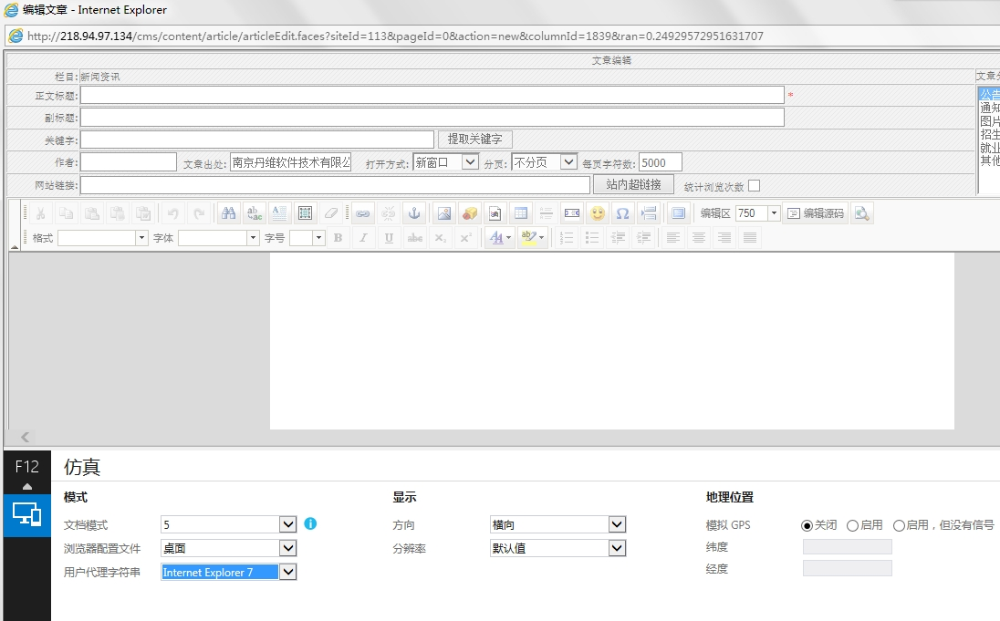 编辑文章 - Internet Explorer
http://218.94.97.134/cms/content/article/articleEdit.faces?siteId=113&pageId=0&action=new&columnId=1839&ran=0.24929572951631707
文章编辑
栏目: 新闻资讯
文章分
正文标题: *
公告
副标题:
通知
图片
关键字: 提取关键字
招生
就业
作者: 文章出处: 南京丹维软件技术有限公 打开方式: 新窗口 分页: 不分页 每页字符数: 5000
其他
网站链接: 站内超链接 统计浏览次数
编辑区 750 编辑源码
格式 字体 字号 B I U abc X₂ X²
F12 仿真
模式 显示 地理位置
文档模式 5 方向 横向 模拟 GPS 关闭 启用 启用，但没有信号
浏览器配置文件 桌面 分辨率 默认值 纬度
用户代理字符串 Internet Explorer 7 经度